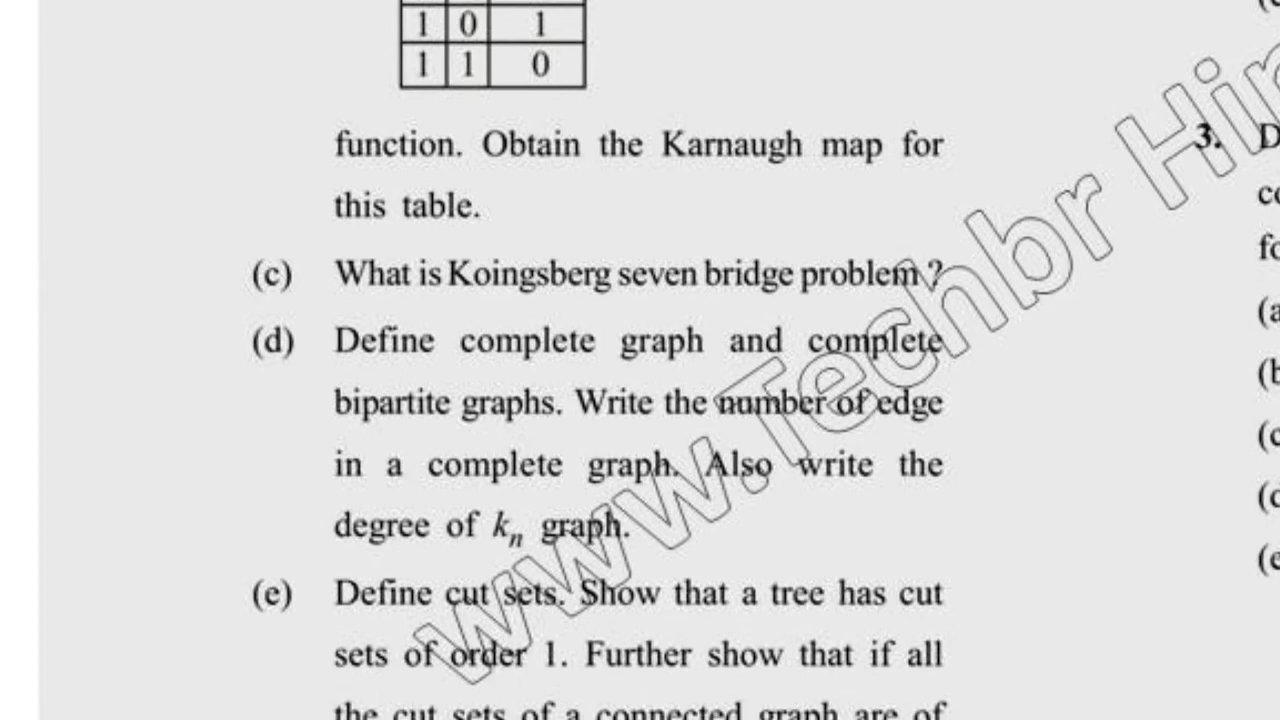 1 0 1
1 1 0
function. Obtain the Karnaugh map for
this table.
(c) What is Koingsberg seven bridge problem ?
(d) Define complete graph and complete
bipartite graphs. Write the number of edge
in a complete graph. Also write the
degree of kₙ graph.
(e) Define cut sets. Show that a tree has cut
sets of order 1. Further show that if all
the cut sets of a connected graph are of
3.
www.Techbr Hin